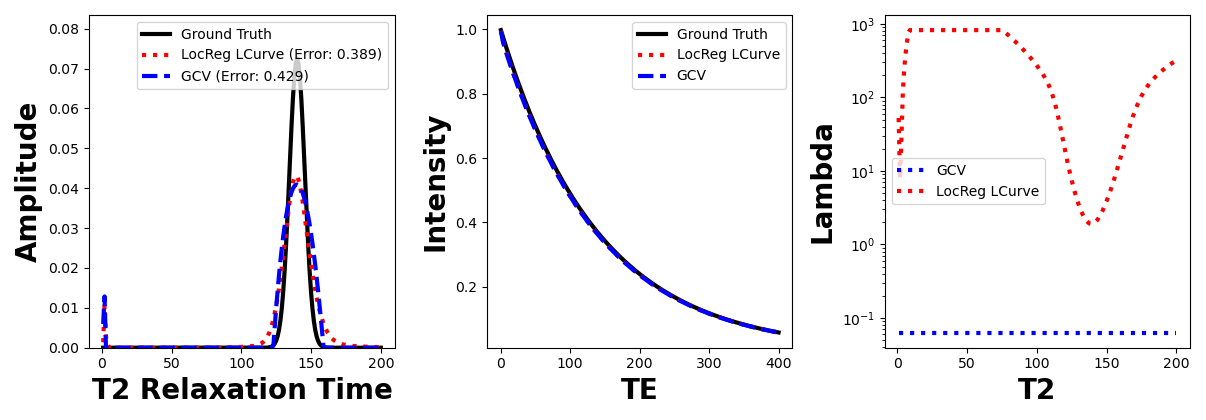 Amplitude
0.08
0.07
0.06
0.05
0.04
0.03
0.02
0.01
0.00
0
50
100
150
200
T2 Relaxation Time
Ground Truth
LocReg LCurve (Error: 0.389)
GCV (Error: 0.429)
Intensity
1.0
0.8
0.6
0.4
0.2
0
100
200
300
400
TE
Ground Truth
LocReg LCurve
GCV
Lambda
10³
10²
10¹
10⁰
10⁻¹
0
50
100
150
200
T2
GCV
LocReg LCurve